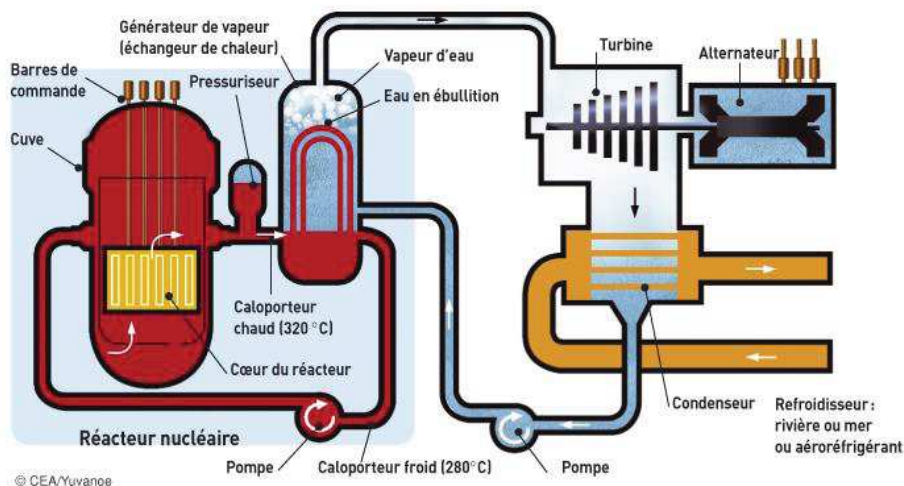 Générateur de vapeur
(échangeur de chaleur)
Barres de
commande
Pressuriseur
Cuve
Vapeur d'eau
Eau en ébullition
Turbine
Alternateur
Caloporteur
chaud (320 °C)
Cœur du réacteur
Réacteur nucléaire
Pompe
Caloporteur froid (280°C)
Pompe
Condenseur
Refroidisseur :
rivière ou mer
ou aéroréfrigérant
© CEA/Yuvanoe